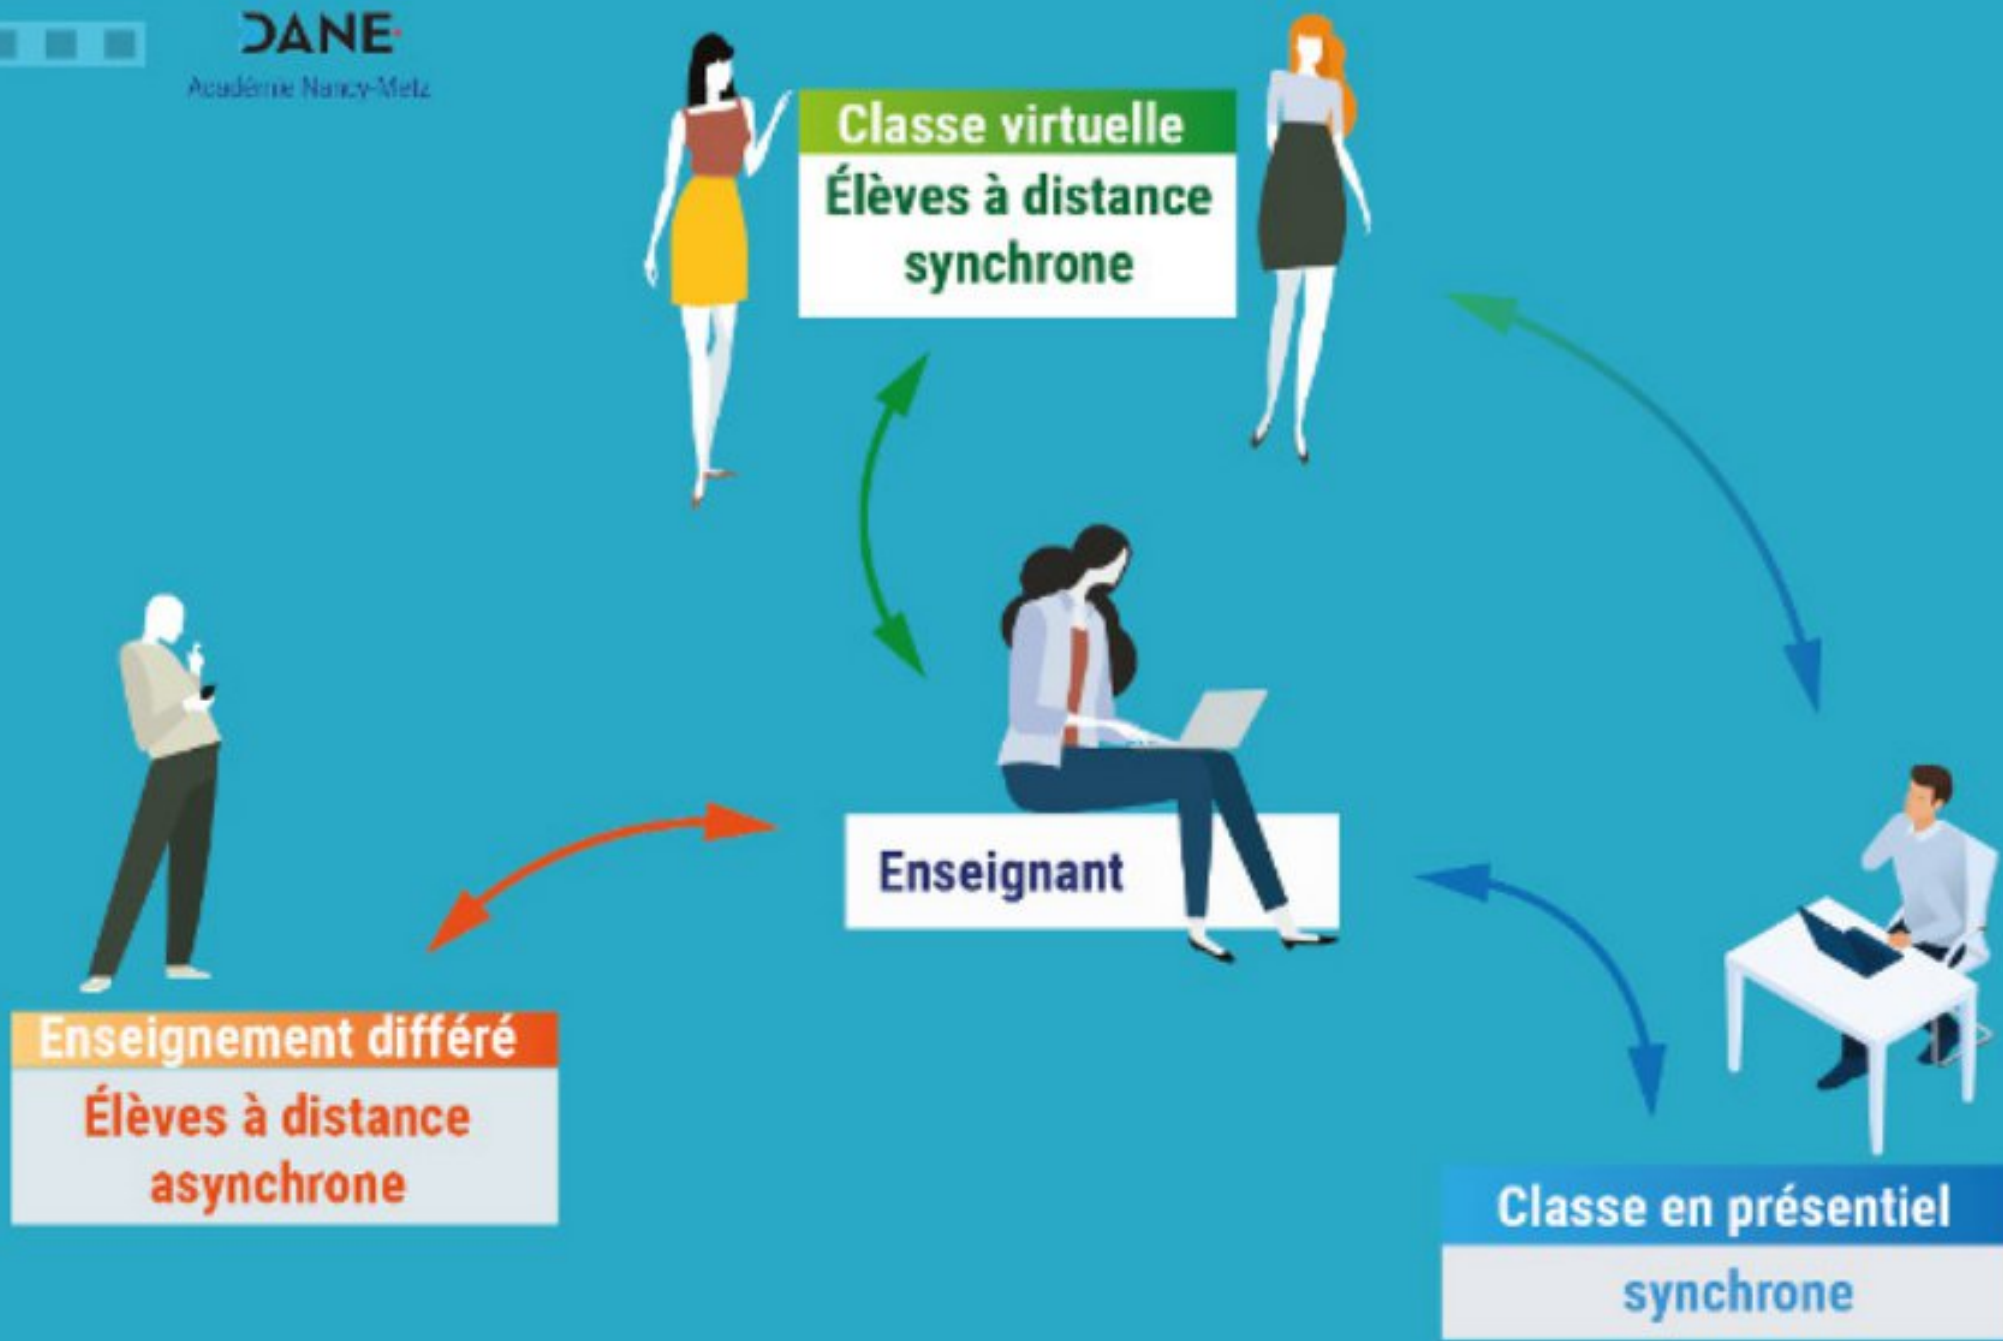 DANE
Académie Nancy-Metz
Classe virtuelle
Élèves à distance
synchrone
Enseignant
Enseignement différé
Élèves à distance
asynchrone
Classe en présentiel
synchrone